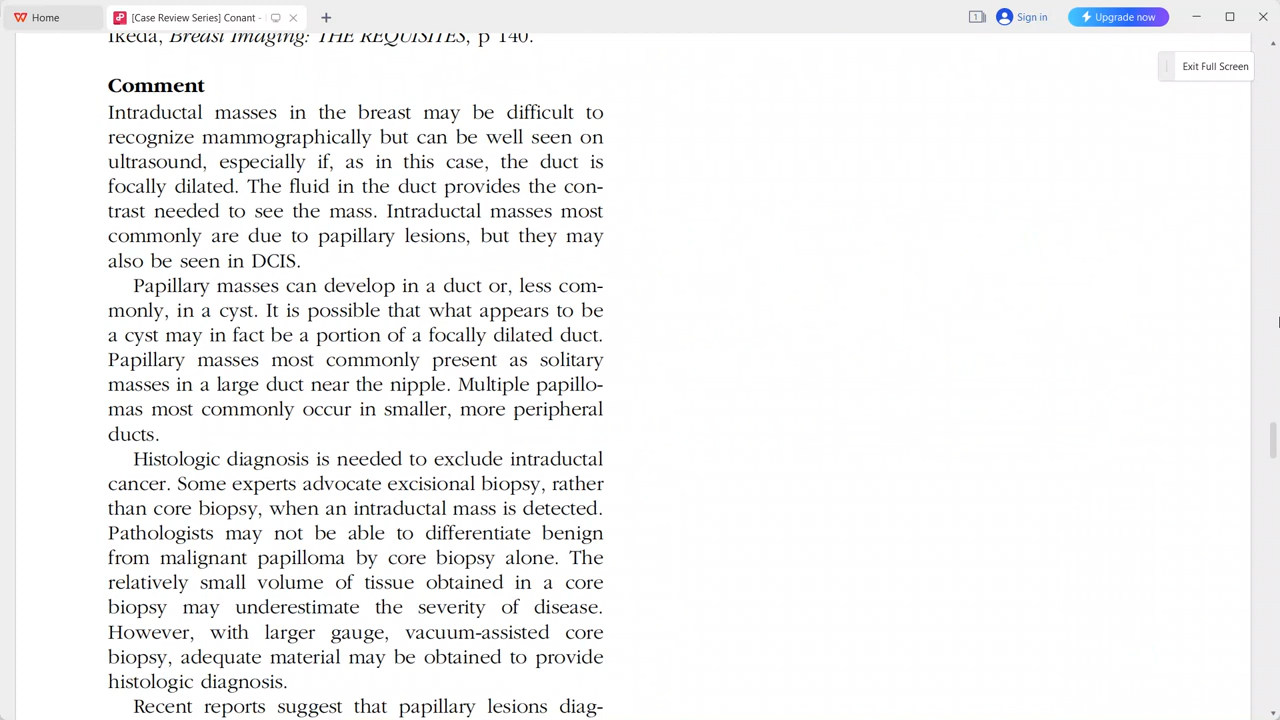 Home
[Case Review Series] Conant -
1
Sign in
Upgrade now
Exit Full Screen
Ikeda, Breast Imaging: THE REQUISITES, p 140.
Comment
Intraductal masses in the breast may be difficult to
recognize mammographically but can be well seen on
ultrasound, especially if, as in this case, the duct is
focally dilated. The fluid in the duct provides the con-
trast needed to see the mass. Intraductal masses most
commonly are due to papillary lesions, but they may
also be seen in DCIS.
Papillary masses can develop in a duct or, less com-
monly, in a cyst. It is possible that what appears to be
a cyst may in fact be a portion of a focally dilated duct.
Papillary masses most commonly present as solitary
masses in a large duct near the nipple. Multiple papillo-
mas most commonly occur in smaller, more peripheral
ducts.
Histologic diagnosis is needed to exclude intraductal
cancer. Some experts advocate excisional biopsy, rather
than core biopsy, when an intraductal mass is detected.
Pathologists may not be able to differentiate benign
from malignant papilloma by core biopsy alone. The
relatively small volume of tissue obtained in a core
biopsy may underestimate the severity of disease.
However, with larger gauge, vacuum-assisted core
biopsy, adequate material may be obtained to provide
histologic diagnosis.
Recent reports suggest that papillary lesions diag-